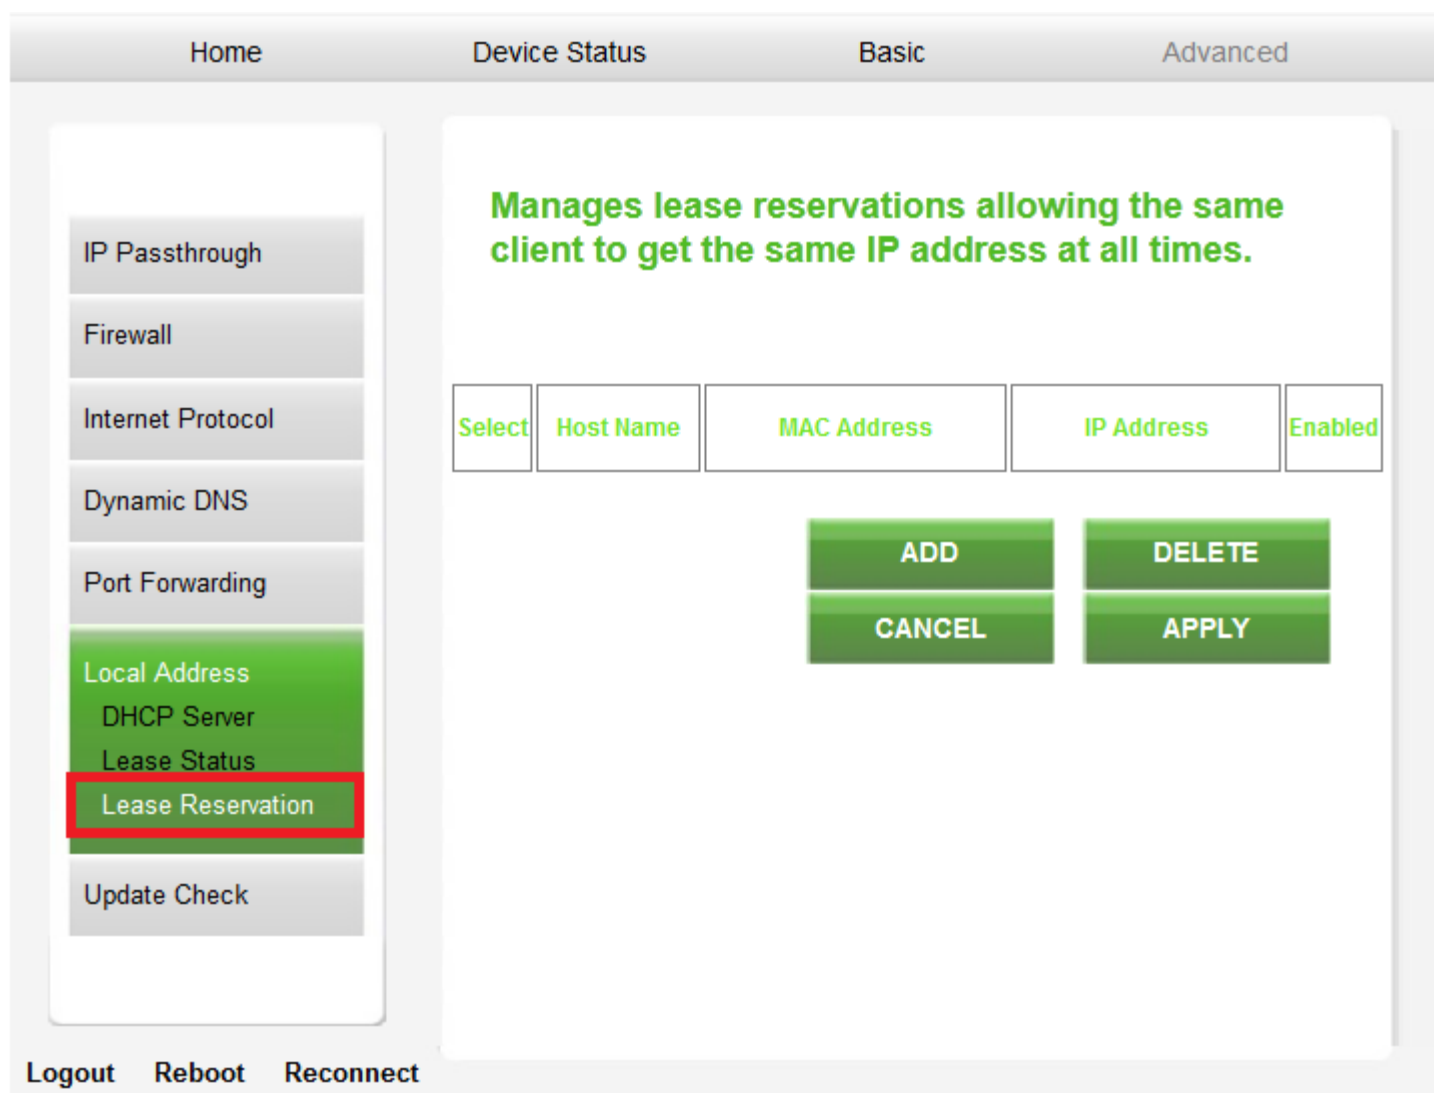 Home Device Status Basic Advanced
IP Passthrough
Firewall
Internet Protocol
Dynamic DNS
Port Forwarding
Local Address
DHCP Server
Lease Status
Lease Reservation
Update Check
Manages lease reservations allowing the same
client to get the same IP address at all times.
Select Host Name MAC Address IP Address Enabled
ADD DELETE
CANCEL APPLY
Logout Reboot Reconnect